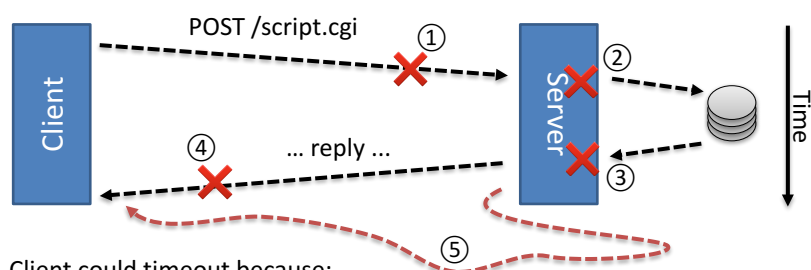 POST /script.cgi
①
②
Client
Server
Time
④
... reply ...
③
⑤
Client could timeout because: